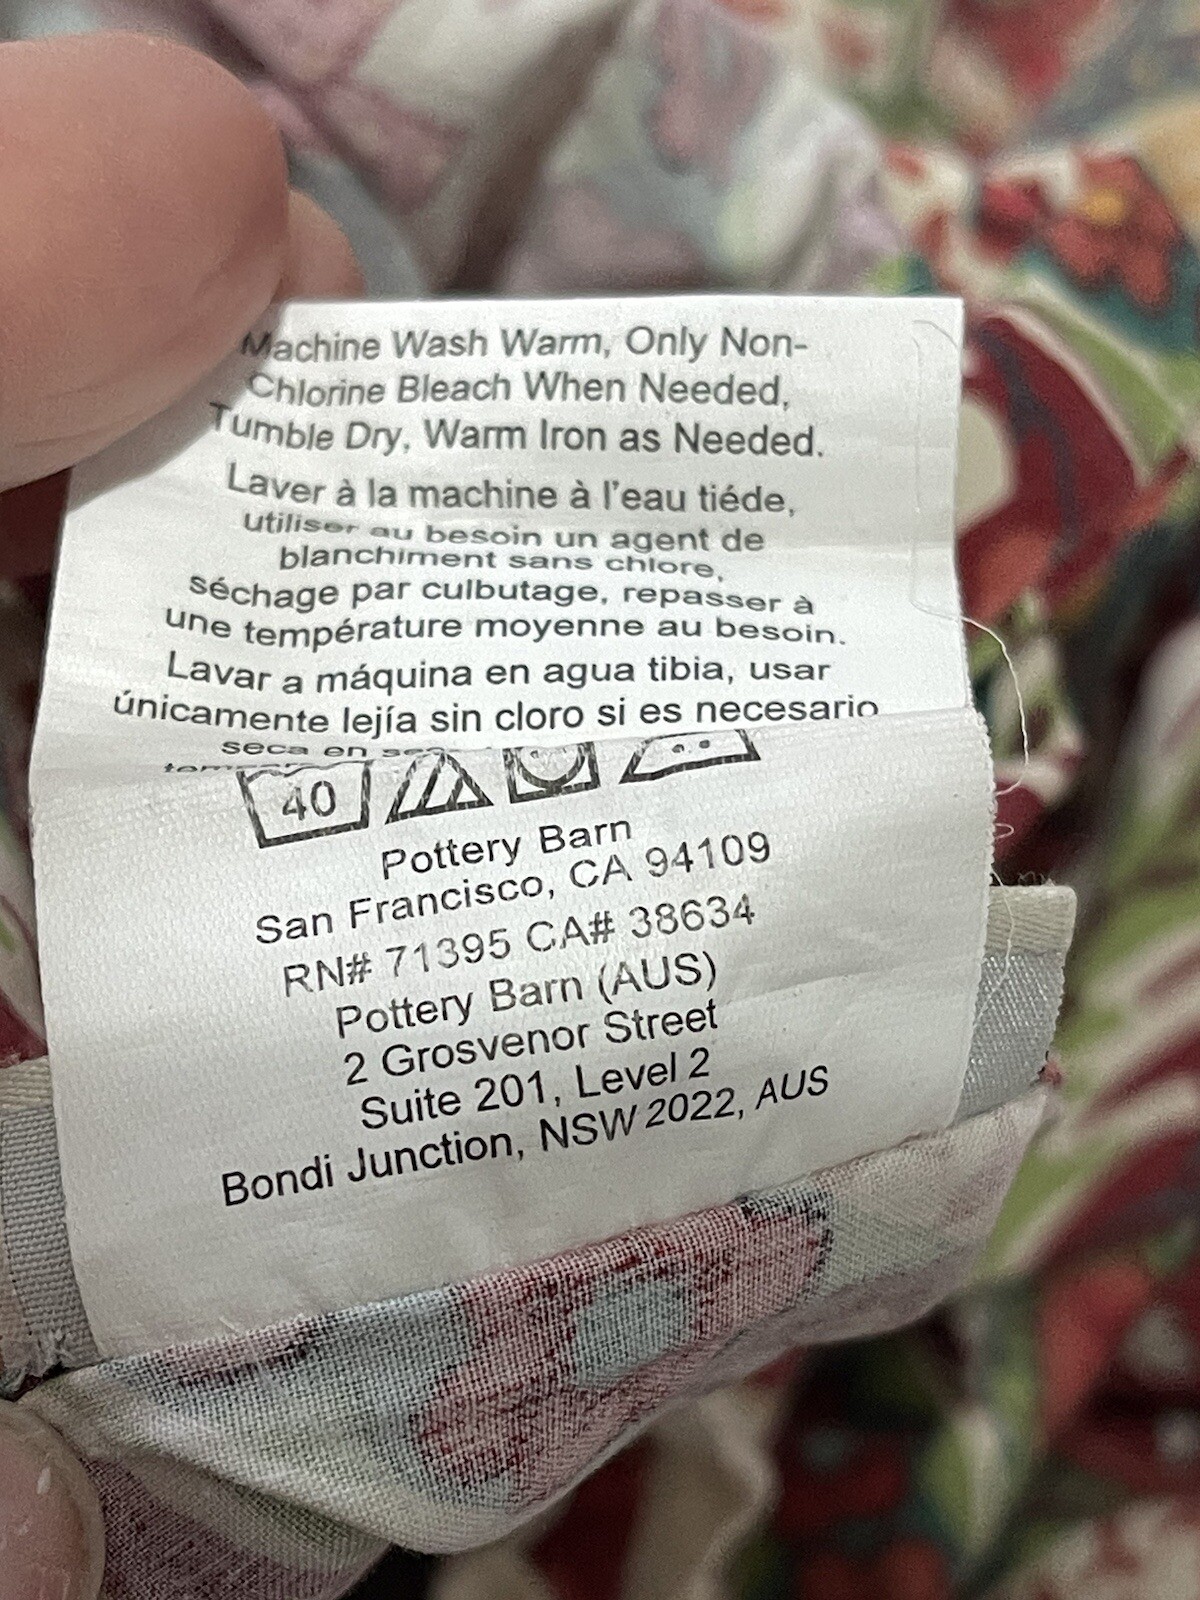 Machine Wash Warm, Only Non-
Chlorine Bleach When Needed,
Tumble Dry, Warm Iron as Needed.
Laver à la machine à l'eau tiéde,
utiliser au besoin un agent de
blanchiment sans chlore,
séchage par culbutage, repasser à
une température moyenne au besoin.
Lavar a máquina en agua tibia, usar
únicamente lejía sin cloro si es necesario
seca en
40
Pottery Barn
San Francisco, CA 94109
RN# 71395 CA# 38634
Pottery Barn (AUS)
2 Grosvenor Street
Suite 201, Level 2
Bondi Junction, NSW 2022, AUS